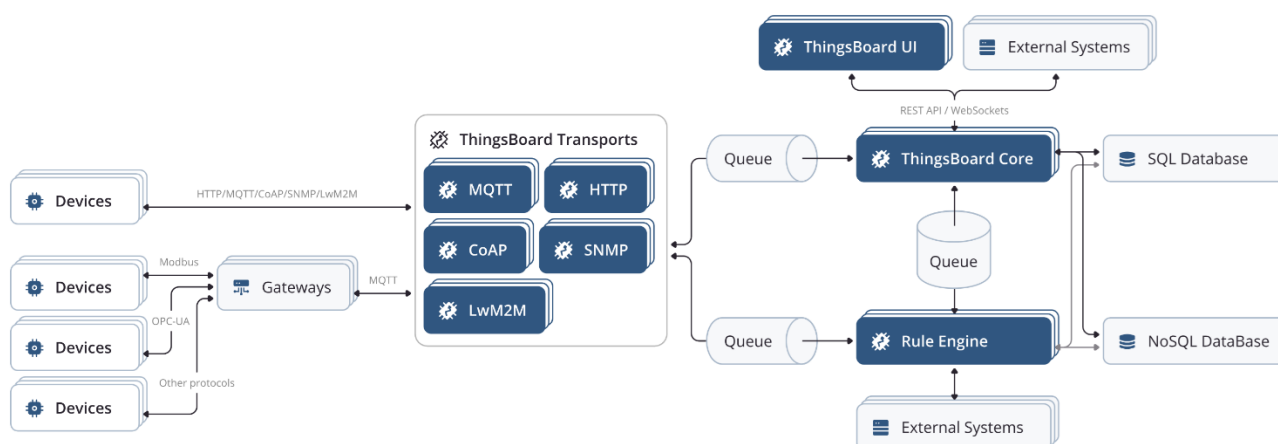 ThingsBoard UI
External Systems
REST API / WebSockets
ThingsBoard Transports
MQTT
HTTP
CoAP
SNMP
LwM2M
Queue
ThingsBoard Core
SQL Database
Devices
HTTP/MQTT/CoAP/SNMP/LwM2M
Devices
Modbus
Gateways
MQTT
OPC-UA
Devices
Other protocols
Devices
Queue
Queue
Rule Engine
NoSQL DataBase
External Systems